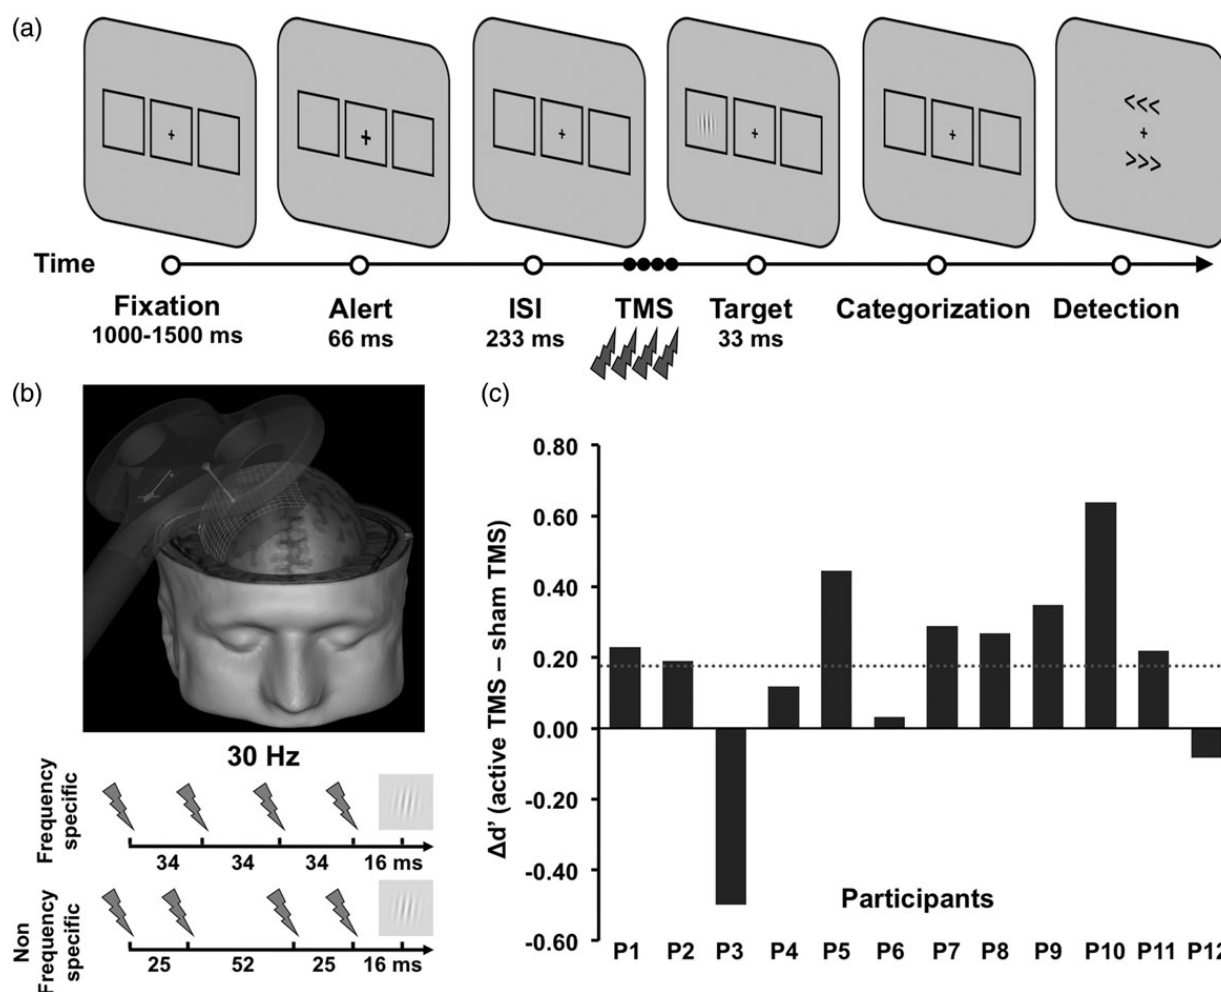 (a)
+
+
+
+
+
<<<
+
>>>
Time
Fixation
1000-1500 ms
Alert
66 ms
ISI
233 ms
TMS
Target
33 ms
Categorization
Detection
(b)
30 Hz
Frequency
specific
34 34 34 16 ms
Non
Frequency
specific
25 52 25 16 ms
(c)
Δd' (active TMS – sham TMS)
0.80
0.60
0.40
0.20
0.00
-0.20
-0.40
-0.60
Participants
P1 P2 P3 P4 P5 P6 P7 P8 P9 P10 P11 P12